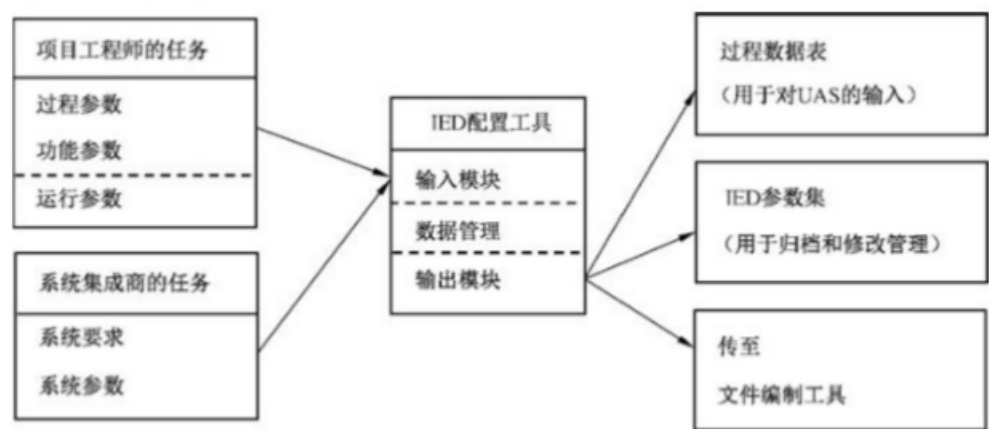 项目工程师的任务
过程参数
功能参数
运行参数
系统集成商的任务
系统要求
系统参数
IED配置工具
输入模块
数据管理
输出模块
过程数据表
（用于对UAS的输入）
IED参数集
（用于归档和修改管理）
传至
文件编制工具